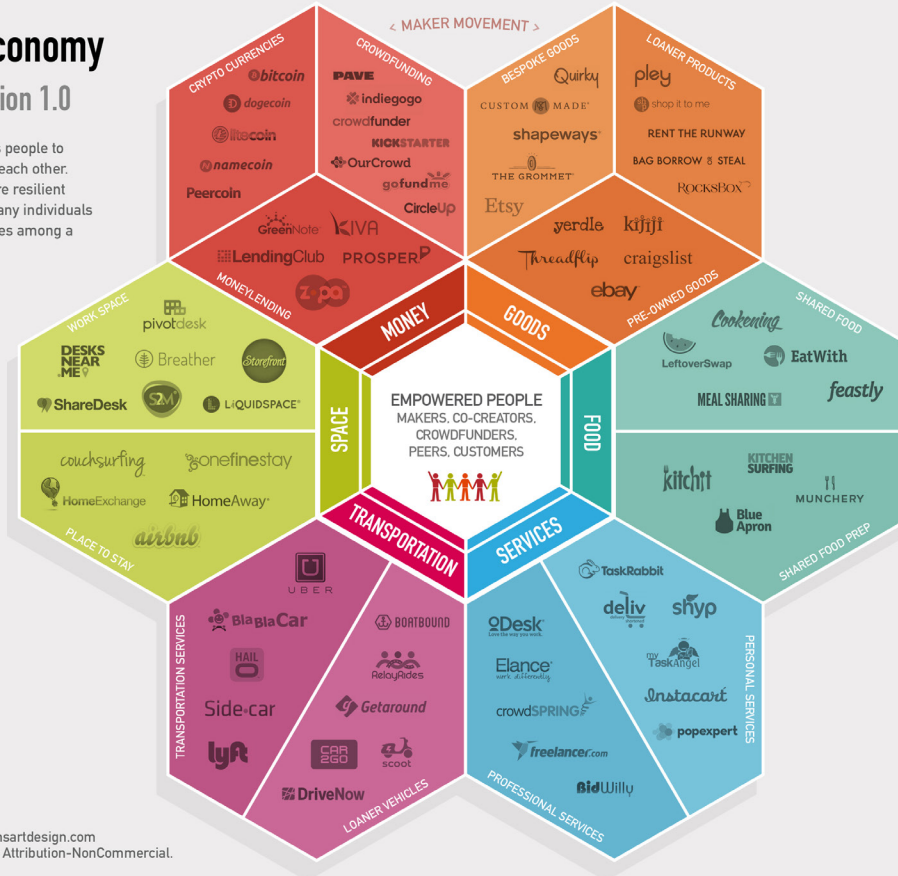 conomy
ion 1.0
s people to
each other.
re resilient
any individuals
es among a
< MAKER MOVEMENT >
CRYPTO CURRENCIES
bitcoin
dogecoin
litecoin
namecoin
Peercoin
CROWDFUNDING
PAVE
indiegogo
crowdfunder
KICKSTARTER
OurCrowd
gofundme
CircleUp
GreenNote KIVA
LendingClub PROSPER
zopa
MONEYLENDING
BESPOKE GOODS
Quirky
CUSTOM MADE
shapeways
THE GROMMET
Etsy
LOANER PRODUCTS
pley
shop it to me
RENT THE RUNWAY
BAG BORROW & STEAL
ROCKSBOX
yerdle kijiji
Threadflip craigslist
ebay
PRE-OWNED GOODS
MONEY
GOODS
SPACE
FOOD
TRANSPORTATION
SERVICES
EMPOWERED PEOPLE
MAKERS, CO-CREATORS,
CROWDFUNDERS,
PEERS, CUSTOMERS
WORK SPACE
pivotdesk
DESKS
NEAR
.ME
Breather
Storefront
ShareDesk
S2M
LiQUIDSPACE
couchsurfing
onefinestay
HomeExchange
HomeAway
airbnb
PLACE TO STAY
SHARED FOOD
Cookening
LeftoverSwap
EatWith
MEAL SHARING
feastly
kitchit
KITCHEN
SURFING
MUNCHERY
Blue
Apron
SHARED FOOD PREP
TRANSPORTATION SERVICES
UBER
BlaBlaCar
HAILO
Side.car
lyft
BOATBOUND
RelayRides
Getaround
CAR
2GO
scoot
DriveNow
LOANER VEHICLES
oDesk
Love the way you work.
Elance
work differently
crowdSPRING
freelancer.com
BidWilly
PROFESSIONAL SERVICES
TaskRabbit
deliv
shyp
my
TaskAngel
Instacart
popexpert
PERSONAL SERVICES
nsartdesign.com
Attribution-NonCommercial.